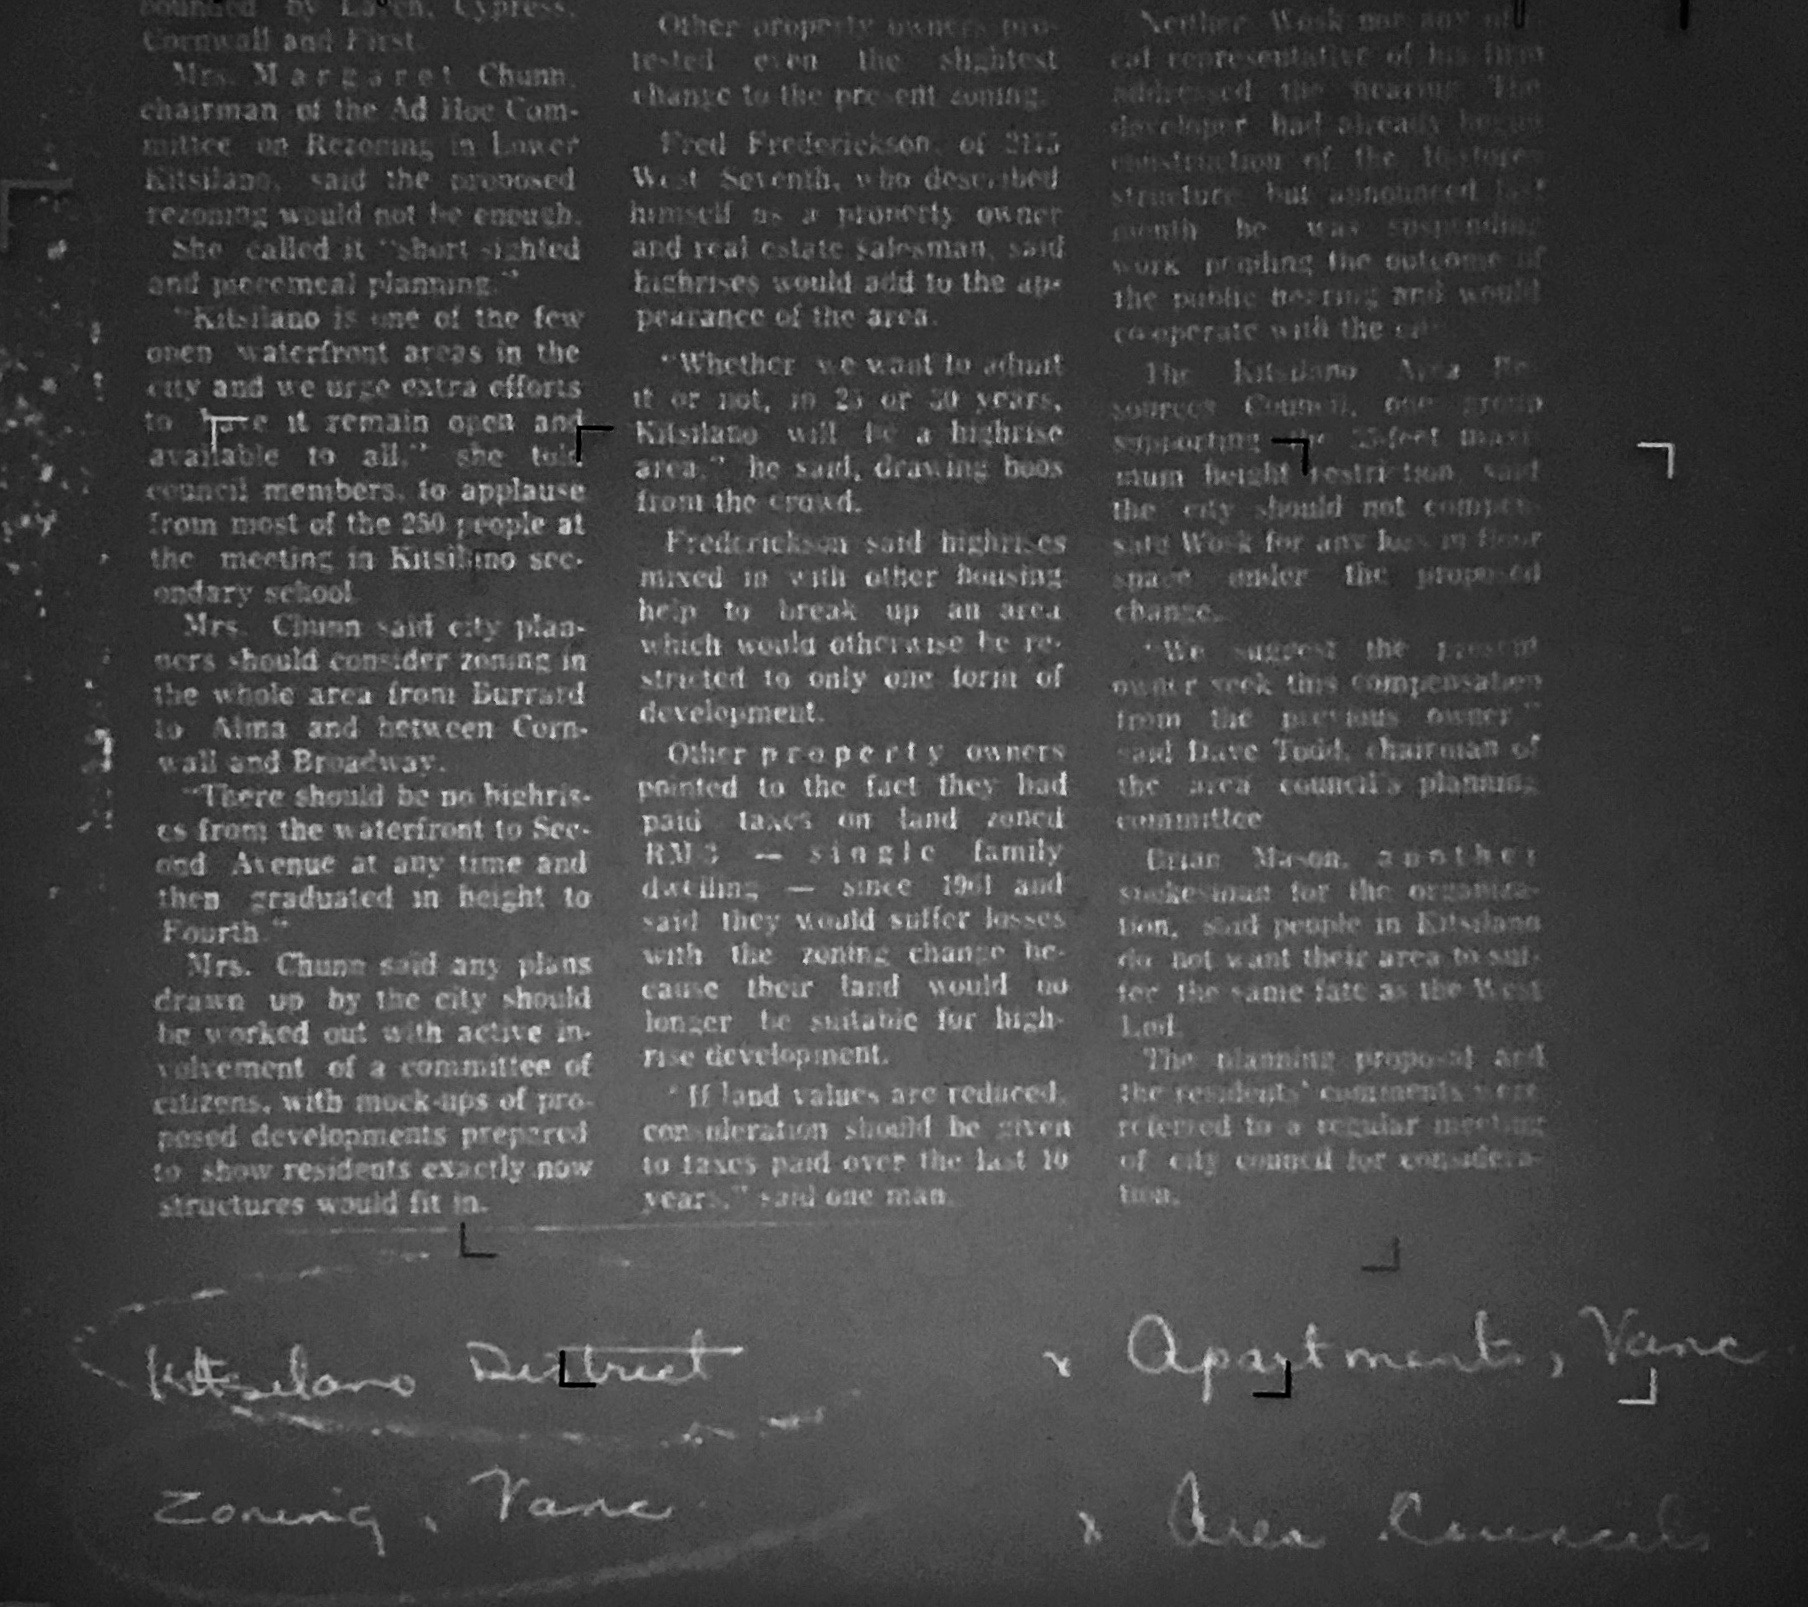 bounded by Larch, Cypress,
Cornwall and First.
Mrs. Margaret Chunn,
chairman of the Ad Hoc Com-
mittee on Rezoning in Lower
Kitsilano, said the proposed
rezoning would not be enough.
She called it "short sighted
and piecemeal planning."
"Kitsilano is one of the few
open waterfront areas in the
city and we urge extra efforts
to have it remain open and
available to all," she told
council members, to applause
from most of the 250 people at
the meeting in Kitsilano sec-
ondary school.
Mrs. Chunn said city plan-
ners should consider zoning in
the whole area from Burrard
to Alma and between Corn-
wall and Broadway.
"There should be no highris-
es from the waterfront to Sec-
ond Avenue at any time and
then graduated in height to
Fourth."
Mrs. Chunn said any plans
drawn up by the city should
be worked out with active in-
volvement of a committee of
citizens, with mock-ups of pro-
posed developments prepared
to show residents exactly how
structures would fit in.
Other property owners pro-
tested even the slightest
change to the present zoning.
Fred Frederickson, of
West Seventh, who described
himself as a property owner
and real estate salesman, said
highrises would add to the ap-
pearance of the area.
"Whether we want to admit
it or not, in 25 or 30 years,
Kitsilano will be a highrise
area," he said, drawing boos
from the crowd.
Frederickson said highrises
mixed in with other housing
help to break up an area
which would otherwise be re-
stricted to only one form of
development.
Other property owners
pointed to the fact they had
paid taxes on land zoned
RM3 — single family
dwelling — since 1961 and
said they would suffer losses
with the zoning change be-
cause their land would no
longer be suitable for high-
rise development.
"If land values are reduced,
consideration should be given
to taxes paid over the last 10
years," said one man.
Neither Wosk nor any offi-
cial representative of his firm
addressed the hearing. The
developer had already begun
construction of the 16-storey
structure but announced last
month he was suspending
work pending the outcome of
the public hearing and would
co-operate with the city.
The Kitsilano Area Re-
sources Council, one group
supporting the 35-feet maxi-
mum height restriction, said
the city should not compen-
sate Wosk for any loss in floor
space under the proposed
change.
"We suggest the present
owner seek this compensation
from the previous owner,"
said Dave Todd, chairman of
the area council's planning
committee.
Brian Mason, another
spokesman for the organiza-
tion, said people in Kitsilano
do not want their area to suf-
fer the same fate as the West
End.
The planning proposal and
the residents' comments were
referred to a regular meeting
of city council for considera-
tion.
Kitsilano District
x Apartments, Vanc
Zoning, Vanc
x Area Councils